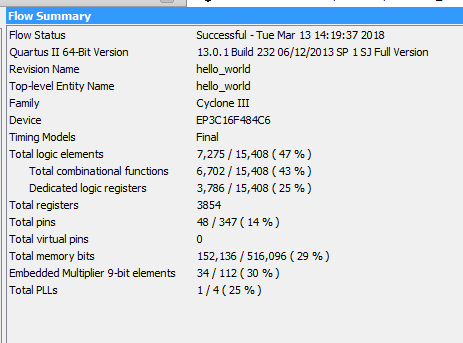 Flow Summary
Flow Status Successful - Tue Mar 13 14:19:37 2018
Quartus II 64-Bit Version 13.0.1 Build 232 06/12/2013 SP 1 SJ Full Version
Revision Name hello_world
Top-level Entity Name hello_world
Family Cyclone III
Device EP3C16F484C6
Timing Models Final
Total logic elements 7,275 / 15,408 ( 47 % )
Total combinational functions 6,702 / 15,408 ( 43 % )
Dedicated logic registers 3,786 / 15,408 ( 25 % )
Total registers 3854
Total pins 48 / 347 ( 14 % )
Total virtual pins 0
Total memory bits 152,136 / 516,096 ( 29 % )
Embedded Multiplier 9-bit elements 34 / 112 ( 30 % )
Total PLLs 1 / 4 ( 25 % )